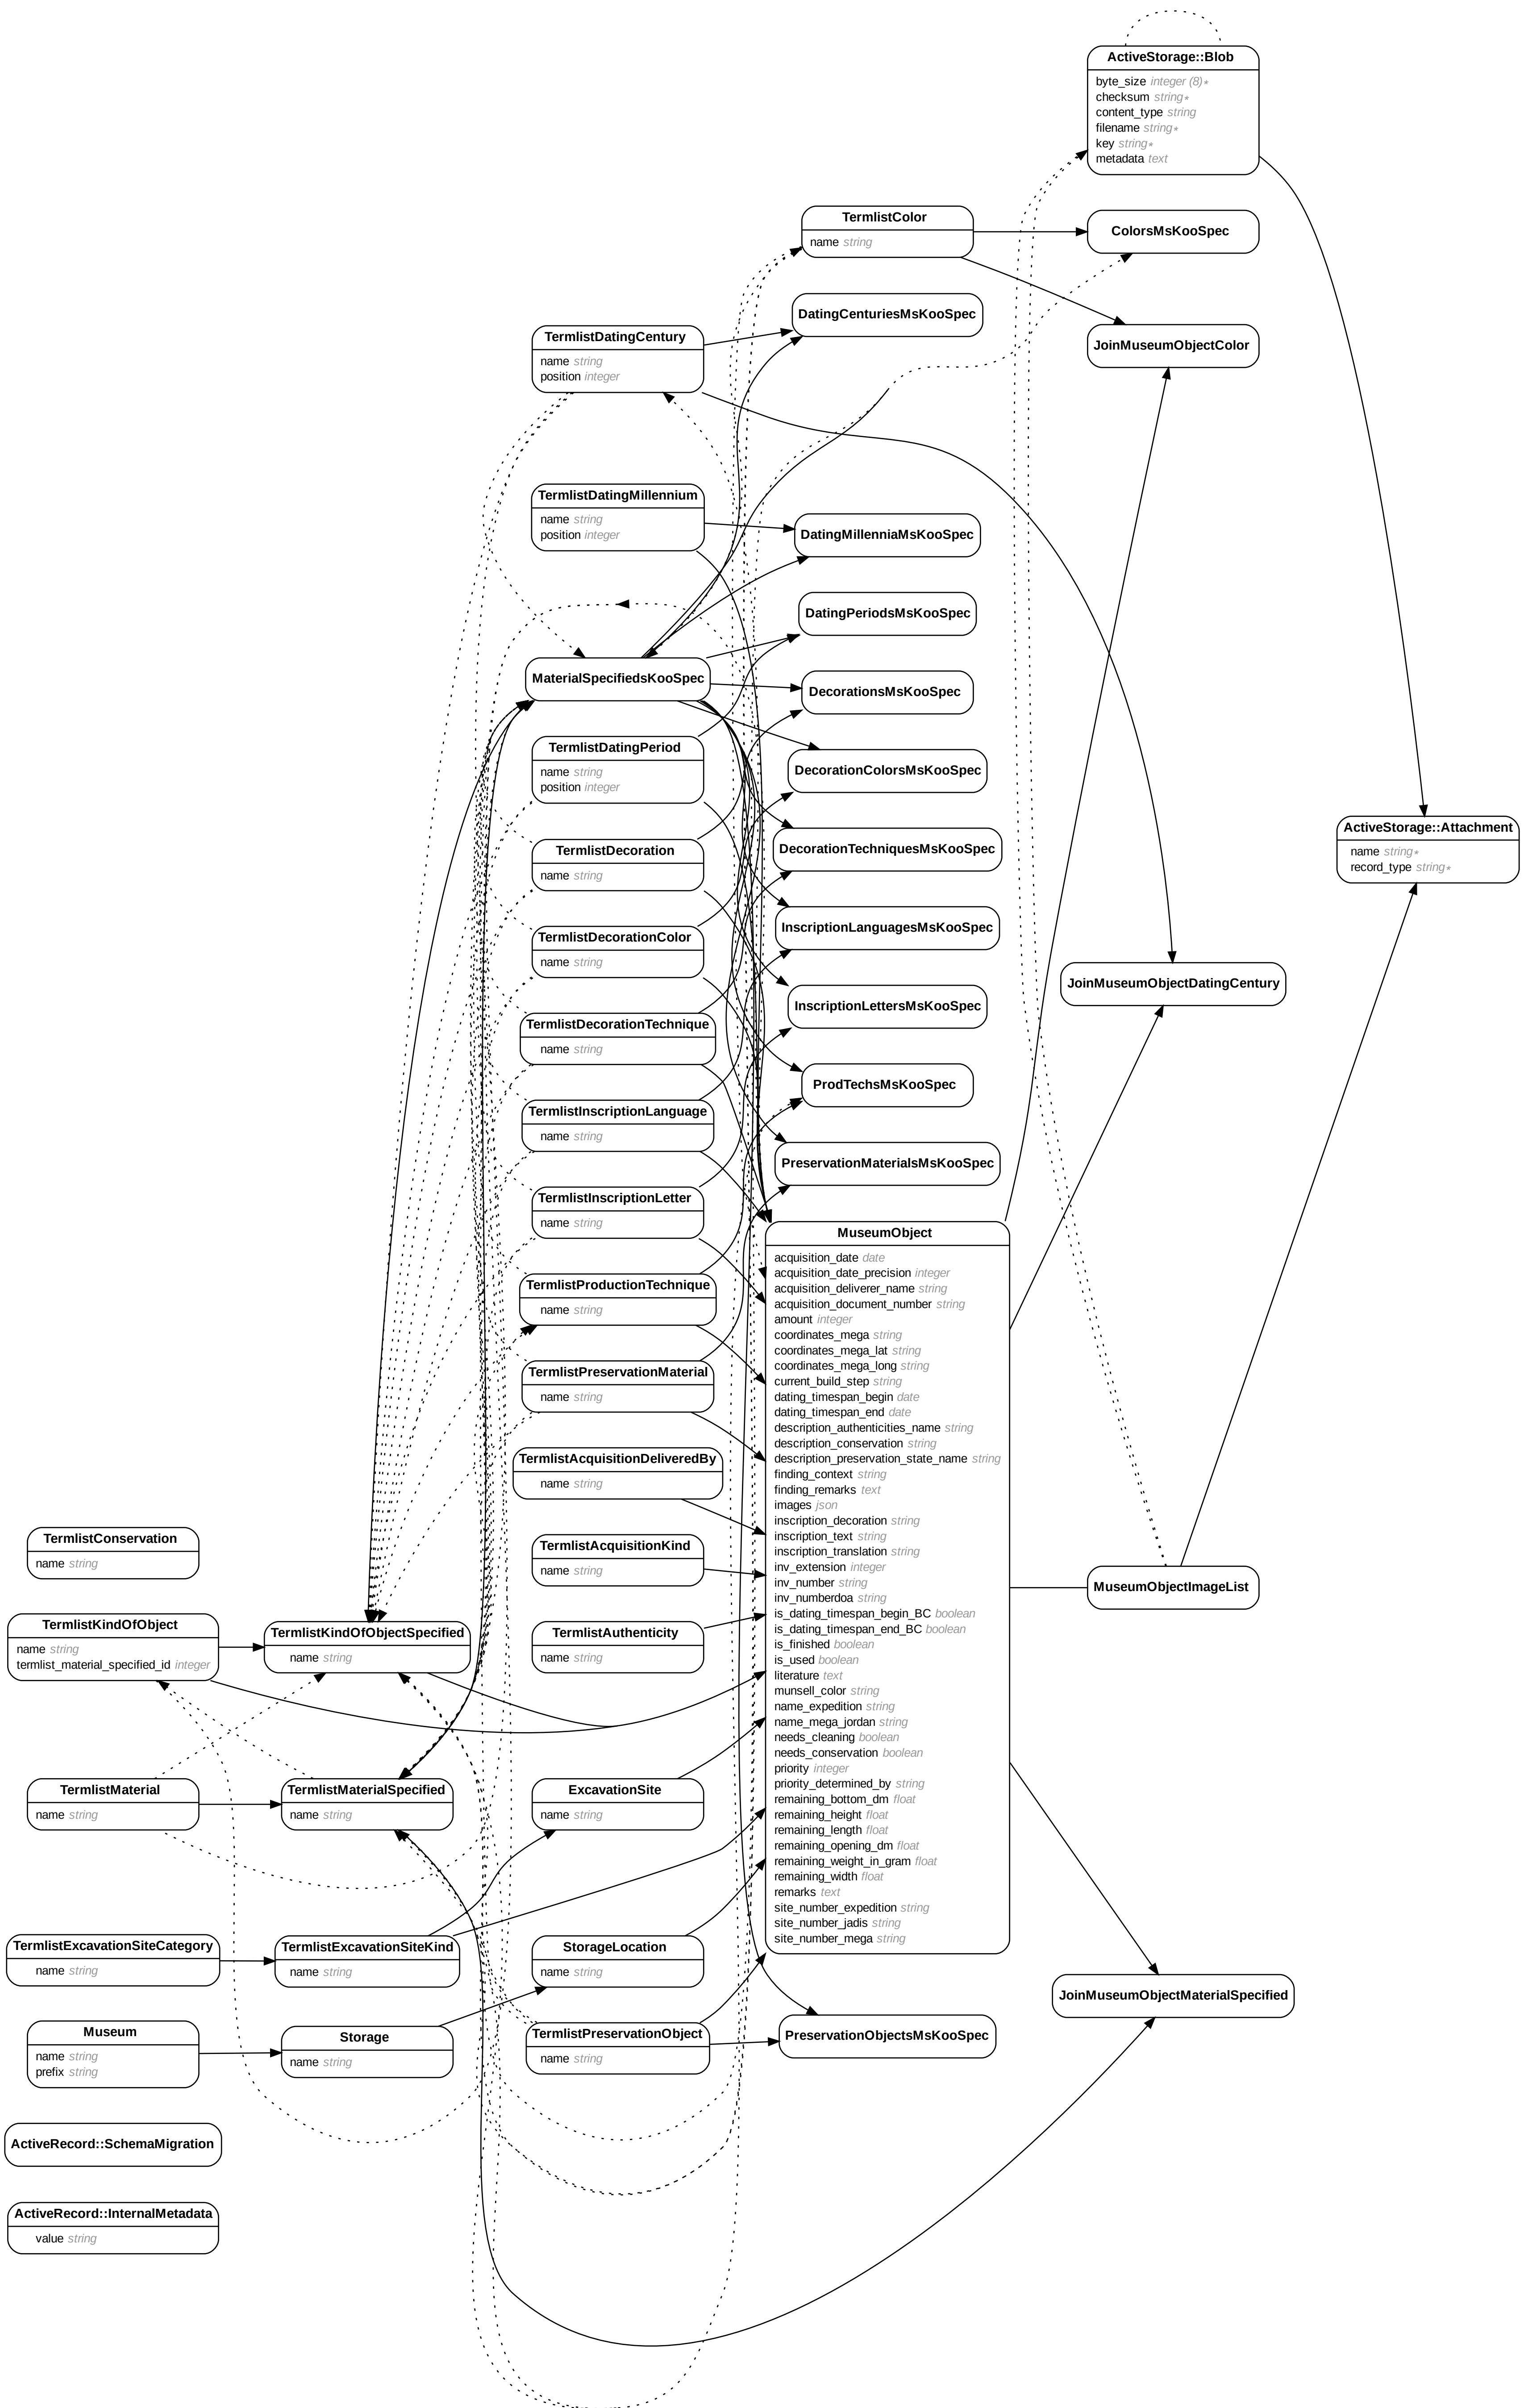 ActiveStorage::Blob
byte_size integer (8)∗
checksum string∗
content_type string
filename string∗
key string∗
metadata text
TermlistColor
name string
ColorsMsKooSpec
DatingCenturiesMsKooSpec
JoinMuseumObjectColor
TermlistDatingCentury
name string
position integer
TermlistDatingMillennium
name string
position integer
DatingMillenniaMsKooSpec
DatingPeriodsMsKooSpec
MaterialSpecifiedsKooSpec
DecorationsMsKooSpec
TermlistDatingPeriod
name string
position integer
DecorationColorsMsKooSpec
ActiveStorage::Attachment
name string∗
record_type string∗
TermlistDecoration
name string
DecorationTechniquesMsKooSpec
TermlistDecorationColor
name string
InscriptionLanguagesMsKooSpec
JoinMuseumObjectDatingCentury
TermlistDecorationTechnique
name string
InscriptionLettersMsKooSpec
TermlistInscriptionLanguage
name string
ProdTechsMsKooSpec
PreservationMaterialsMsKooSpec
TermlistInscriptionLetter
name string
MuseumObject
acquisition_date date
acquisition_date_precision integer
acquisition_deliverer_name string
acquisition_document_number string
amount integer
coordinates_mega string
coordinates_mega_lat string
coordinates_mega_long string
current_build_step string
dating_timespan_begin date
dating_timespan_end date
description_authenticities_name string
description_conservation string
description_preservation_state_name string
finding_context string
finding_remarks text
images json
inscription_decoration string
inscription_text string
inscription_translation string
inv_extension integer
inv_number string
inv_numberdoa string
is_dating_timespan_begin_BC boolean
is_dating_timespan_end_BC boolean
is_finished boolean
is_used boolean
literature text
munsell_color string
name_expedition string
name_mega_jordan string
needs_cleaning boolean
needs_conservation boolean
priority integer
priority_determined_by string
remaining_bottom_dm float
remaining_height float
remaining_length float
remaining_opening_dm float
remaining_weight_in_gram float
remaining_width float
remarks text
site_number_expedition string
site_number_jadis string
site_number_mega string
TermlistProductionTechnique
name string
TermlistPreservationMaterial
name string
TermlistAcquisitionDeliveredBy
name string
TermlistConservation
name string
TermlistAcquisitionKind
name string
MuseumObjectImageList
TermlistKindOfObject
name string
termlist_material_specified_id integer
TermlistKindOfObjectSpecified
name string
TermlistAuthenticity
name string
TermlistMaterial
name string
TermlistMaterialSpecified
name string
ExcavationSite
name string
TermlistExcavationSiteCategory
name string
TermlistExcavationSiteKind
name string
StorageLocation
name string
JoinMuseumObjectMaterialSpecified
Museum
name string
prefix string
Storage
name string
TermlistPreservationObject
name string
PreservationObjectsMsKooSpec
ActiveRecord::SchemaMigration
ActiveRecord::InternalMetadata
value string